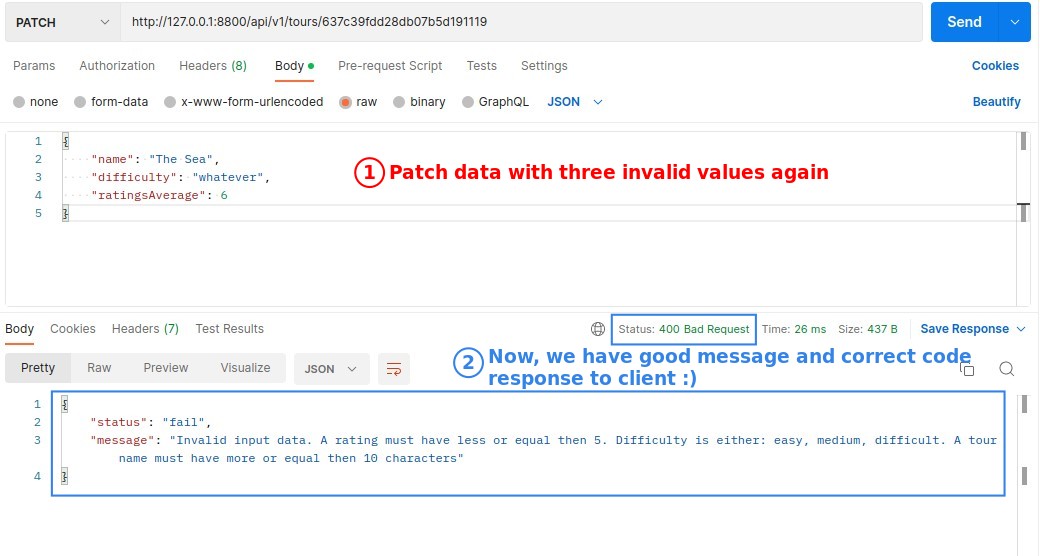 PATCH http://127.0.0.1:8800/api/v1/tours/637c39fdd28db07b5d191119 Send
Params Authorization Headers (8) Body Pre-request Script Tests Settings Cookies
none form-data x-www-form-urlencoded raw binary GraphQL JSON Beautify
1 {
2 "name": "The Sea",
3 "difficulty": "whatever",
4 "ratingsAverage": 6
5 }
1 Patch data with three invalid values again
Body Cookies Headers (7) Test Results Status: 400 Bad Request Time: 26 ms Size: 437 B Save Response
Pretty Raw Preview Visualize JSON
2 Now, we have good message and correct code
response to client :)
1 {
2 "status": "fail",
3 "message": "Invalid input data. A rating must have less or equal then 5. Difficulty is either: easy, medium, difficult. A tour
name must have more or equal then 10 characters"
4 }